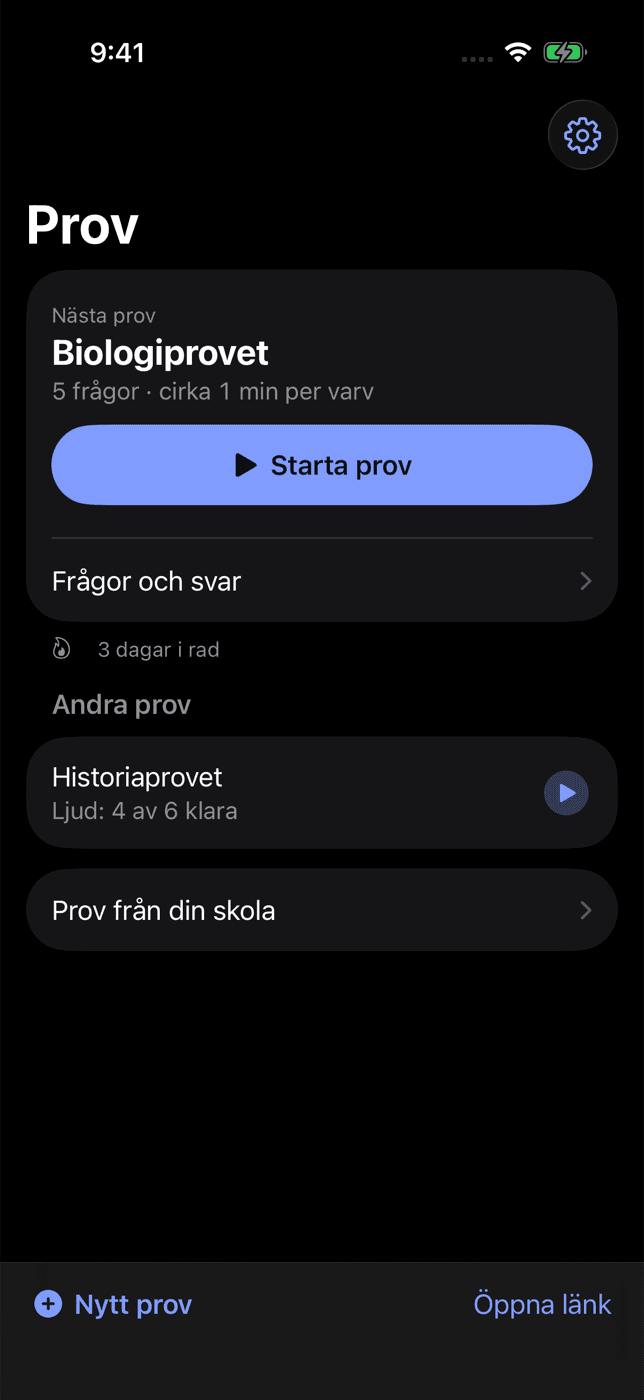 9:41
Prov
Nästa prov
Biologiprovet
5 frågor · cirka 1 min per varv
Starta prov
Frågor och svar
3 dagar i rad
Andra prov
Historiaprovet
Ljud: 4 av 6 klara
Prov från din skola
Nytt prov
Öppna länk